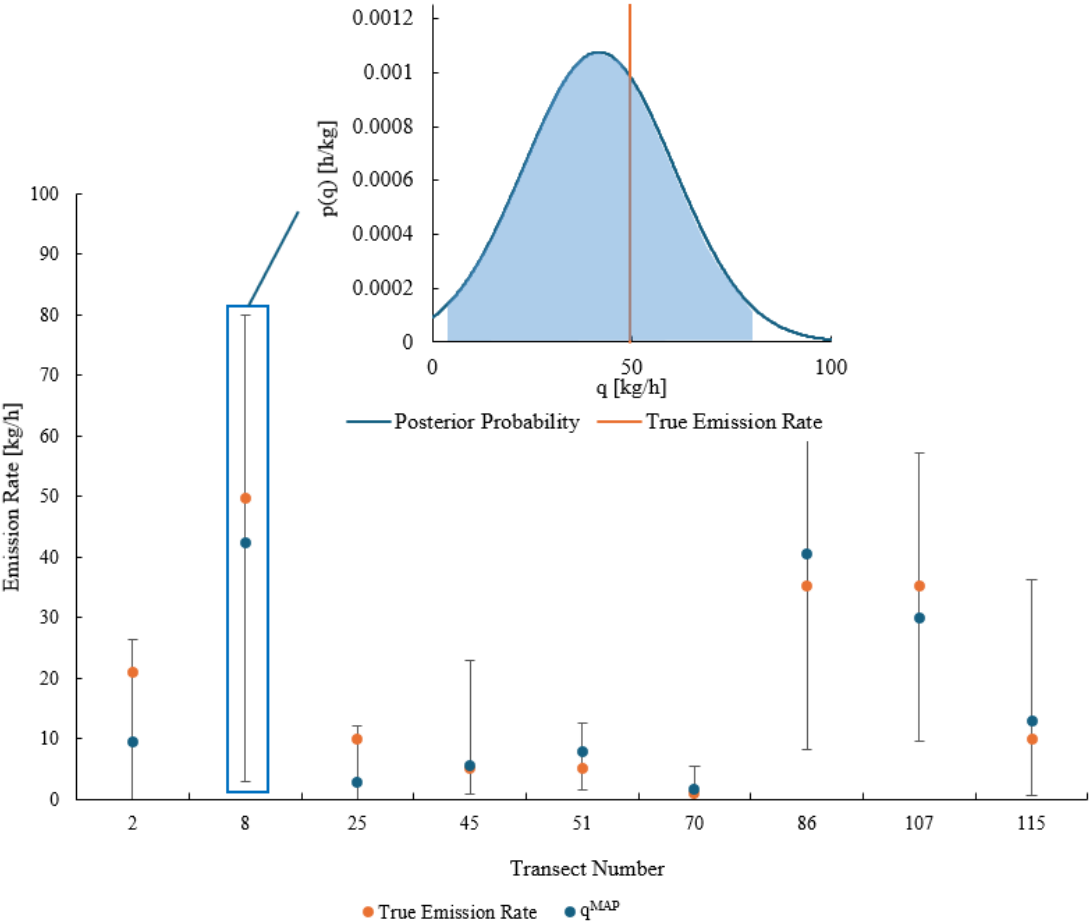 0.0012
0.001
0.0008
0.0006
0.0004
0.0002
0
p(q) [h/kg]
0 50 100
q [kg/h]
Posterior Probability True Emission Rate
100
90
80
70
60
50
40
30
20
10
0
Emission Rate [kg/h]
2 8 25 45 51 70 86 107 115
Transect Number
True Emission Rate qMAP